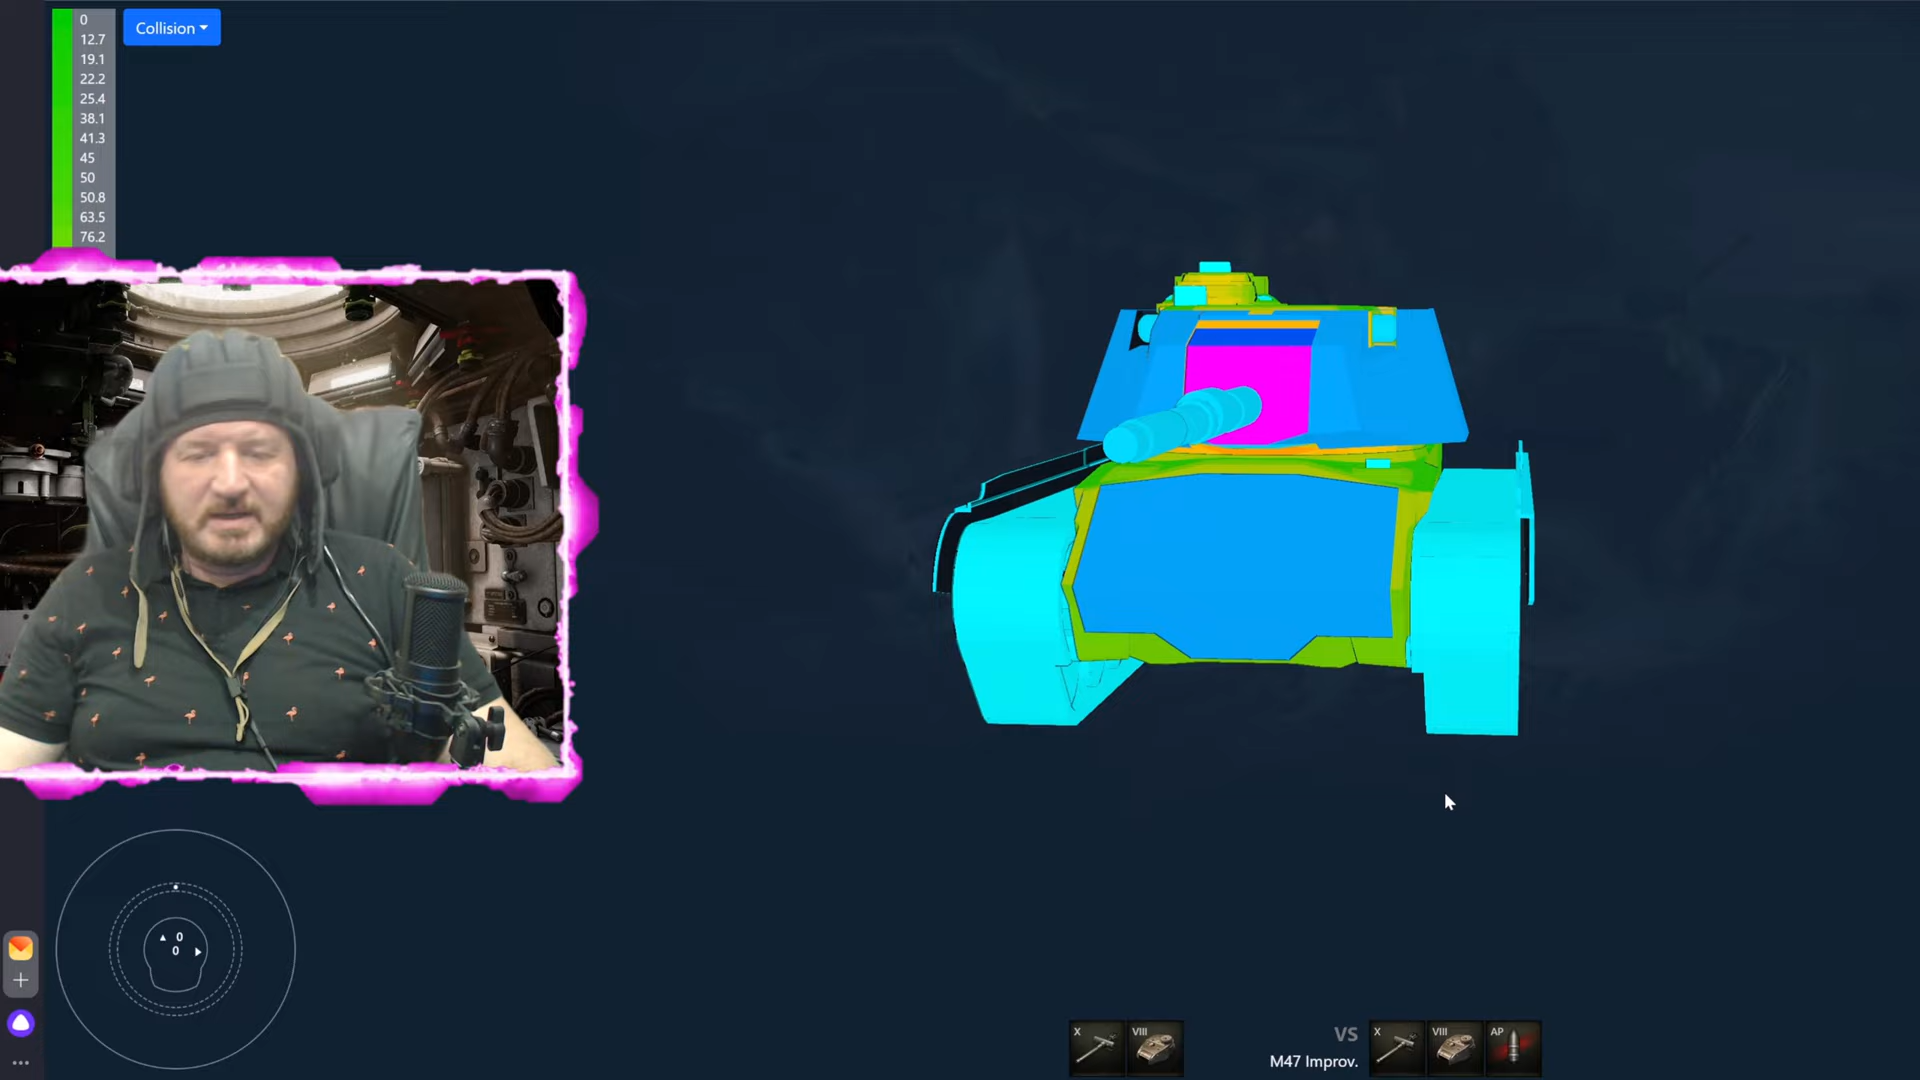 0
12.7
19.1
22.2
25.4
38.1
41.3
45
50
50.8
63.5
76.2
Collision
0
0
X
VIII
VS
M47 Improv.
X
VIII
AP